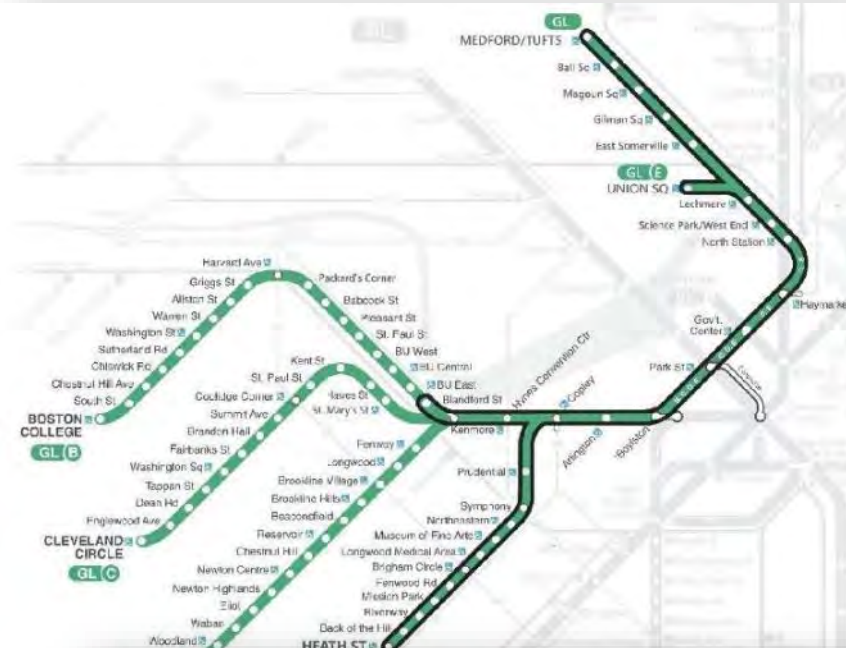 GL
MEDFORD/TUFTS
Ball Sq
Magoun Sq
Gilman Sq
East Somerville
GL E
UNION SQ
Lechmere
Science Park/West End
North Station
Haymarke
Gov't.
Center
Park St
Boylston
Arlington
Copley
Hynes Convention Ctr
Kenmore
Harvard Ave
Griggs St
Allston St
Warren St
Washington St
Sutherland Rd
Chiswick Rd
Chestnut Hill Ave
South St
BOSTON
COLLEGE
GL B
Packard's Corner
Babcock St
Pleasant St
St. Paul St
BU West
BU Central
BU East
Blandford St
Kent St
St. Paul St
Coolidge Corner
Summit Ave
Brandon Hall
Fairbanks St
Washington Sq
Tappan St
Dean Rd
Englewood Ave
CLEVELAND
CIRCLE
GL C
Hawes St
St. Mary's St
Fenway
Longwood
Brookline Village
Brookline Hills
Beaconsfield
Reservoir
Chestnut Hill
Newton Centre
Newton Highlands
Eliot
Waban
Woodland
Prudential
Symphony
Northeastern
Museum of Fine Arts
Longwood Medical Area
Brigham Circle
Fenwood Rd
Mission Park
Riverway
Back of the Hill
HEATH ST